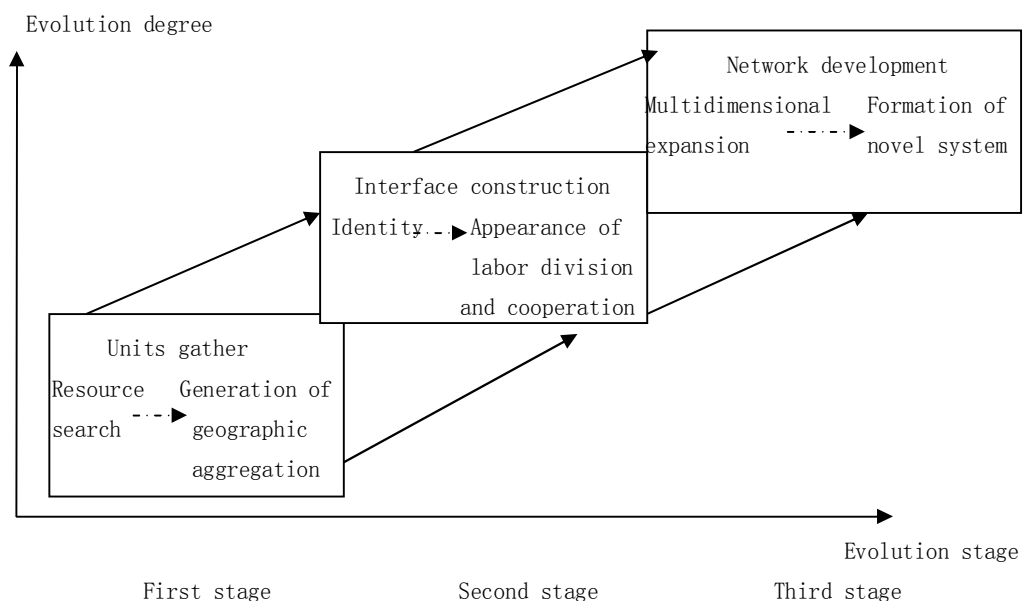 Evolution degree
Network development
Multidimensional
expansion
Formation of
novel system
Interface construction
Identity
Appearance of
labor division
and cooperation
Units gather
Resource
search
Generation of
geographic
aggregation
Evolution stage
First stage
Second stage
Third stage